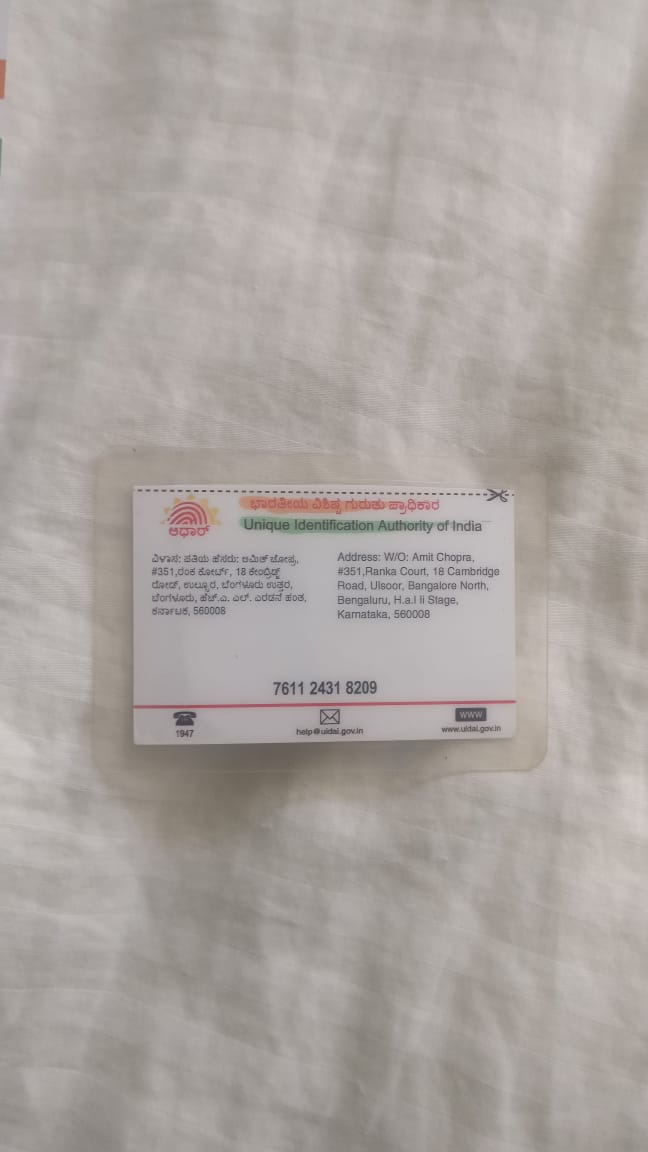 ಭಾರತೀಯ ವಿಶಿಷ್ಟ ಗುರುತು ಪ್ರಾಧಿಕಾರ
Unique Identification Authority of India
ಆಧಾರ್
ವಿಳಾಸ: ಪತಿಯ ಹೆಸರು: ಅಮಿತ್ ಚೋಪ್ರ,
#351,ರಂಕ ಕೋರ್ಟ್, 18 ಕೇಂಬ್ರಿಡ್ಜ್
ರೋಡ್, ಉಲ್ಸೂರ, ಬೆಂಗಳೂರು ಉತ್ತರ,
ಬೆಂಗಳೂರು, ಹೆಚ್.ಎ. ಎಲ್. ಎರಡನೆ ಹಂತ,
ಕರ್ನಾಟಕ, 560008
Address: W/O: Amit Chopra,
#351,Ranka Court, 18 Cambridge
Road, Ulsoor, Bangalore North,
Bengaluru, H.a.l Ii Stage,
Karnataka, 560008
7611 2431 8209
1947
help@uidai.gov.in
WWW
www.uidai.gov.in